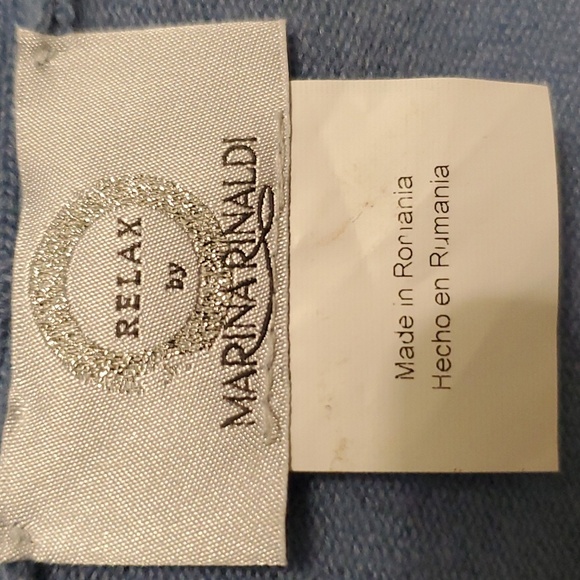 RELAX
by
MARINA RINALDI
Made in Romania
Hecho en Rumania